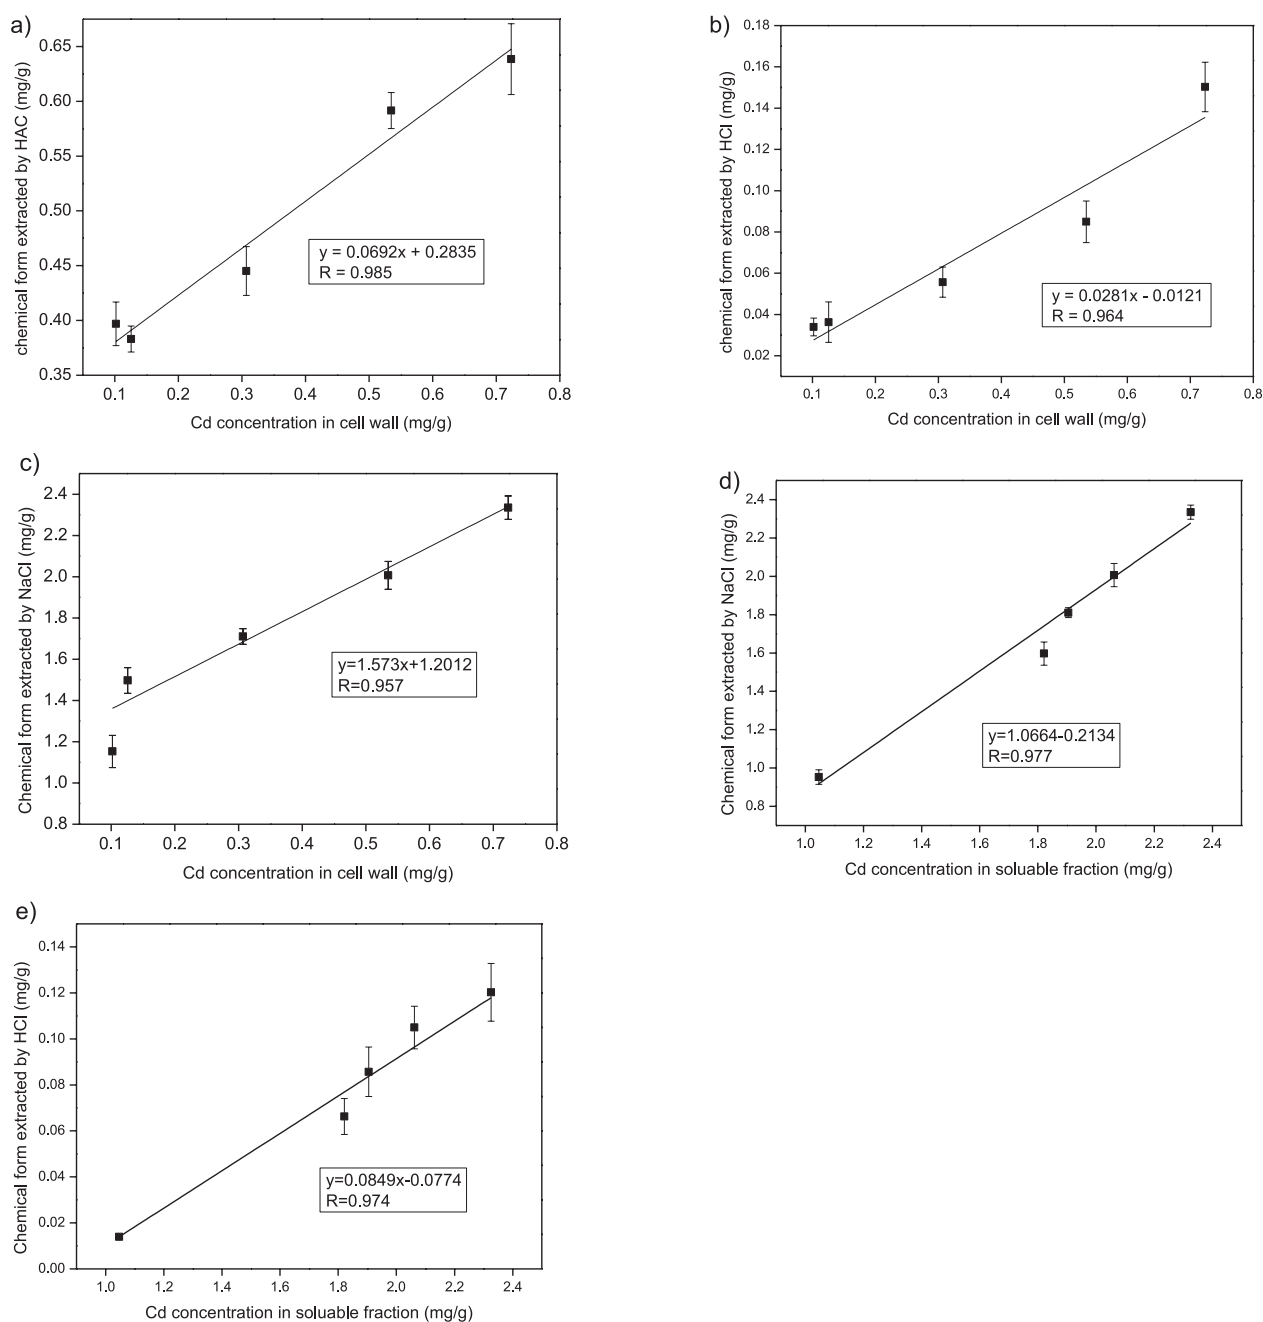 a)
chemical form extracted by HAC (mg/g)
0.65
0.60
0.55
0.50
0.45
0.40
0.35
y = 0.0692x + 0.2835
R = 0.985
0.1 0.2 0.3 0.4 0.5 0.6 0.7 0.8
Cd concentration in cell wall (mg/g)
b)
chemical form extracted by HCl (mg/g)
0.18
0.16
0.14
0.12
0.10
0.08
0.06
0.04
0.02
y = 0.0281x - 0.0121
R = 0.964
0.1 0.2 0.3 0.4 0.5 0.6 0.7 0.8
Cd concentration in cell wall (mg/g)
c)
Chemical form extracted by NaCl (mg/g)
2.4
2.2
2.0
1.8
1.6
1.4
1.2
1.0
0.8
y=1.573x+1.2012
R=0.957
0.1 0.2 0.3 0.4 0.5 0.6 0.7 0.8
Cd concentration in cell wall (mg/g)
d)
Chemical form extracted by NaCl (mg/g)
2.4
2.2
2.0
1.8
1.6
1.4
1.2
1.0
0.8
y=1.0664-0.2134
R=0.977
1.0 1.2 1.4 1.6 1.8 2.0 2.2 2.4
Cd concentration in soluable fraction (mg/g)
e)
Chemical form extracted by HCl (mg/g)
0.14
0.12
0.10
0.08
0.06
0.04
0.02
0.00
y=0.0849x-0.0774
R=0.974
1.0 1.2 1.4 1.6 1.8 2.0 2.2 2.4
Cd concentration in soluable fraction (mg/g)